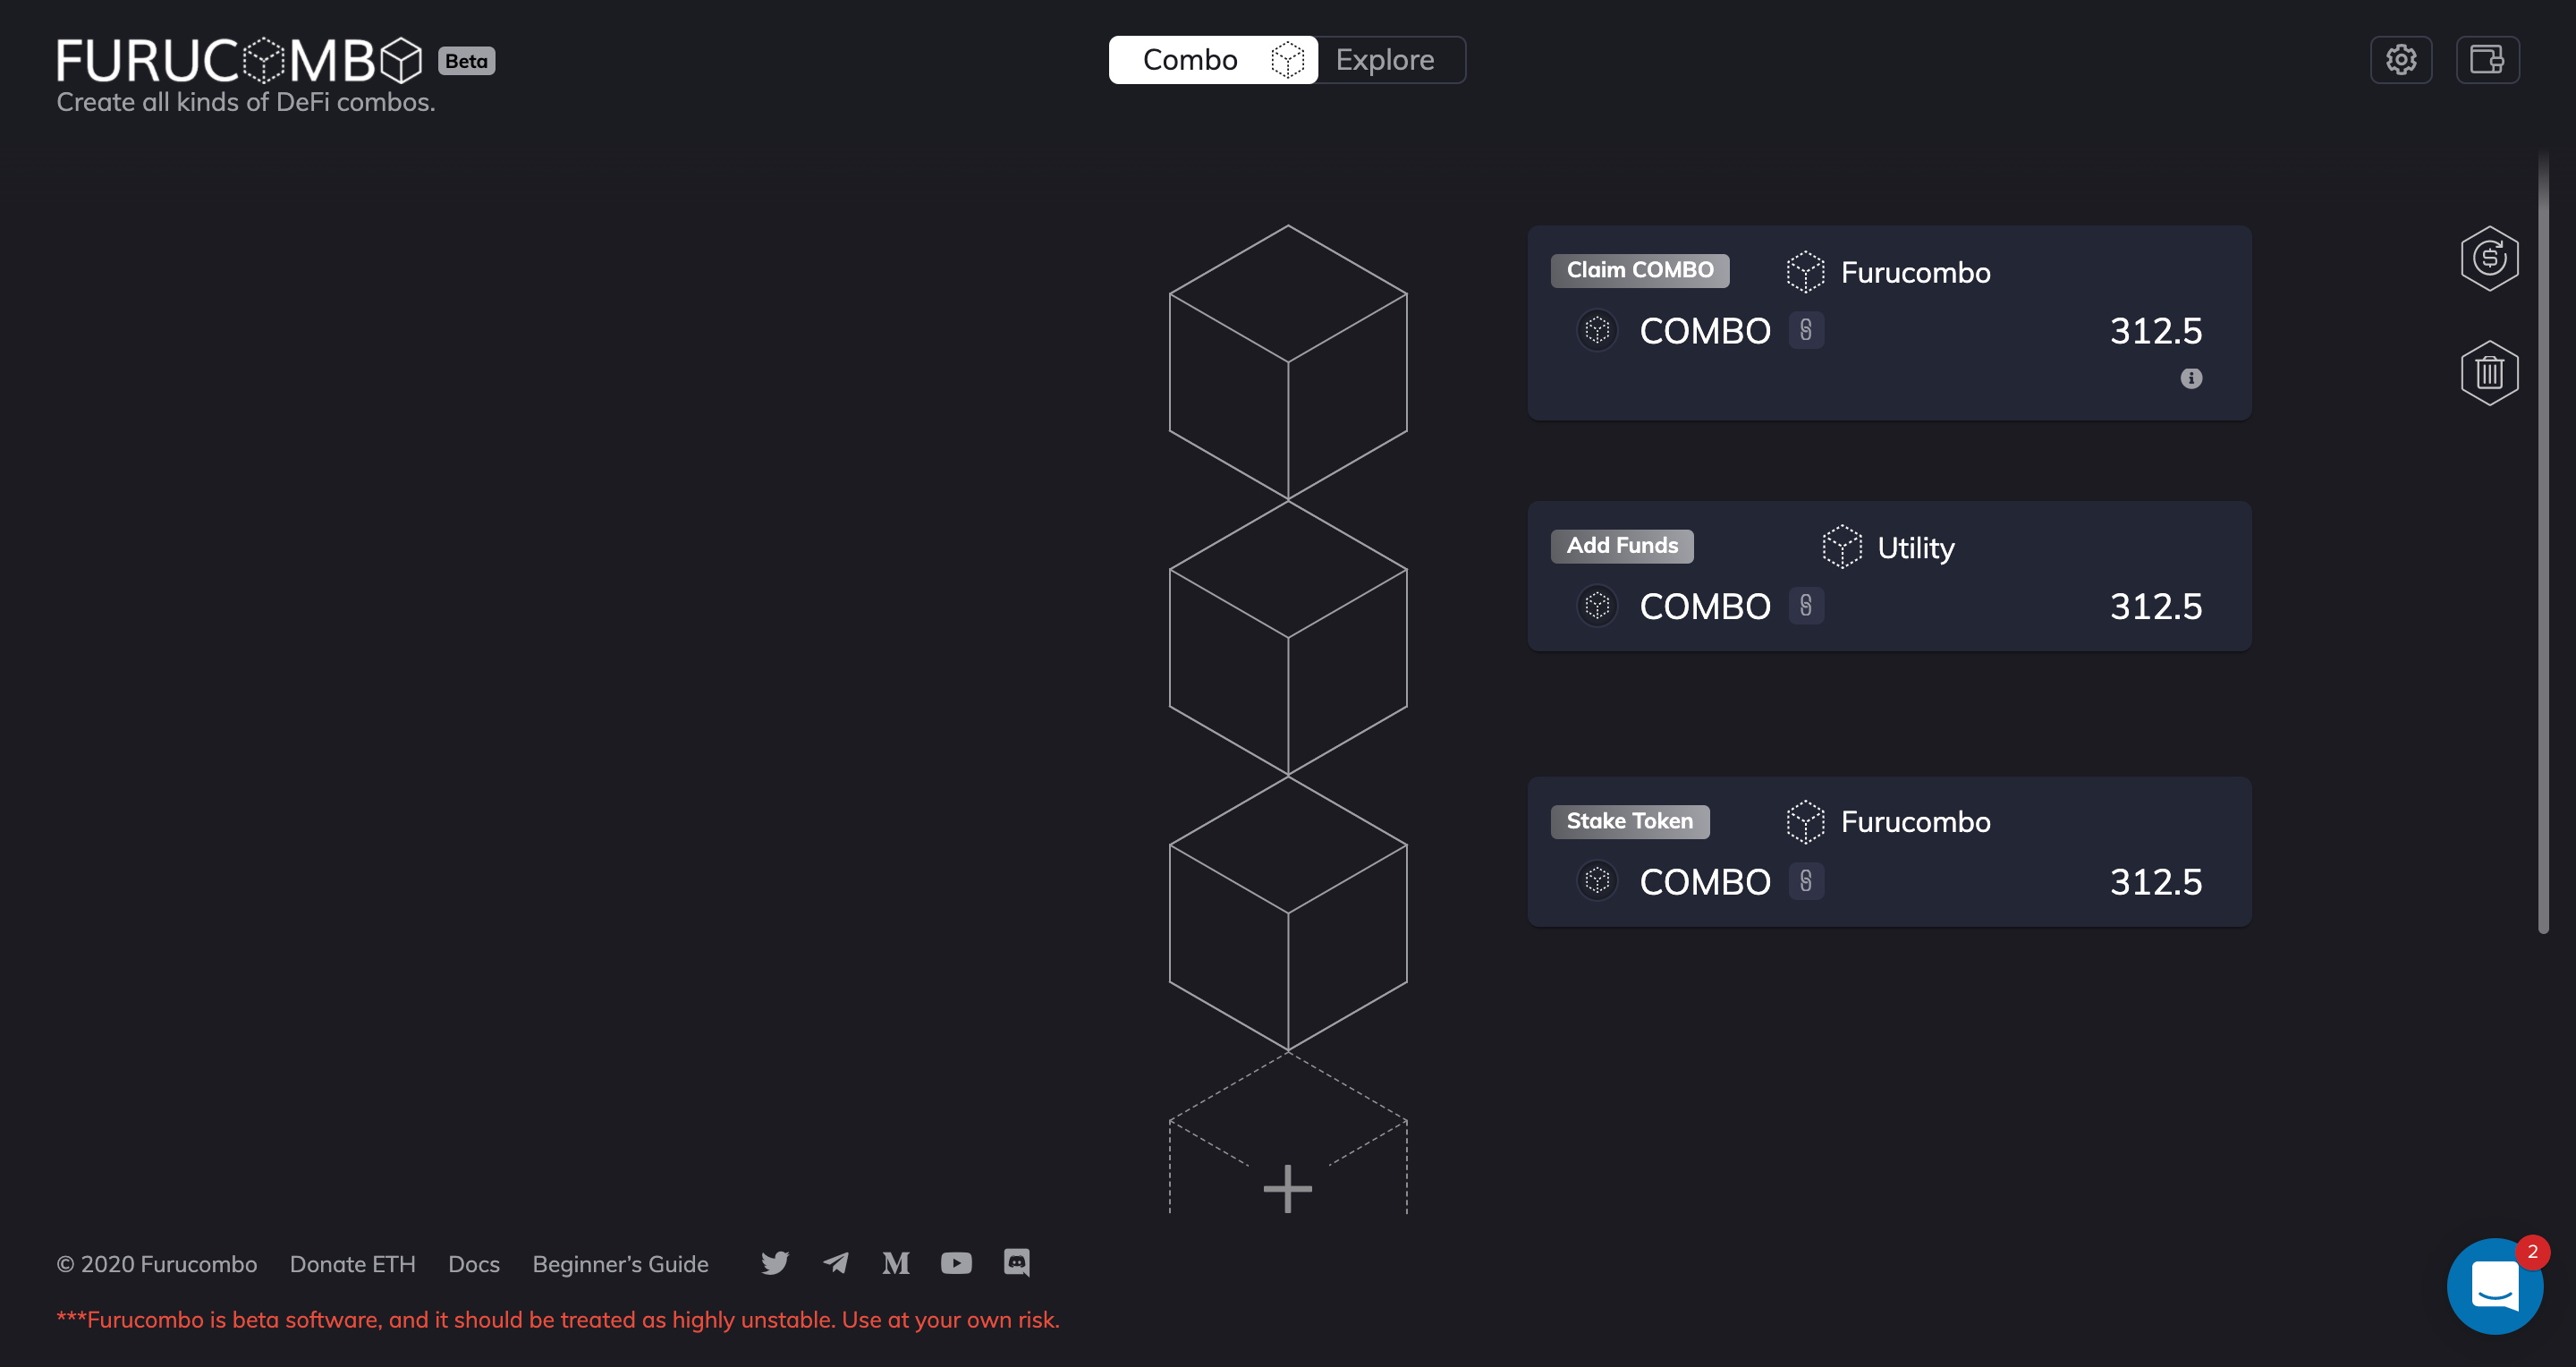 FURUCOMBO Beta
Create all kinds of DeFi combos.
Combo Explore
Claim COMBO Furucombo
COMBO 312.5
Add Funds Utility
COMBO 312.5
Stake Token Furucombo
COMBO 312.5
© 2020 Furucombo Donate ETH Docs Beginner’s Guide
***Furucombo is beta software, and it should be treated as highly unstable. Use at your own risk.
2